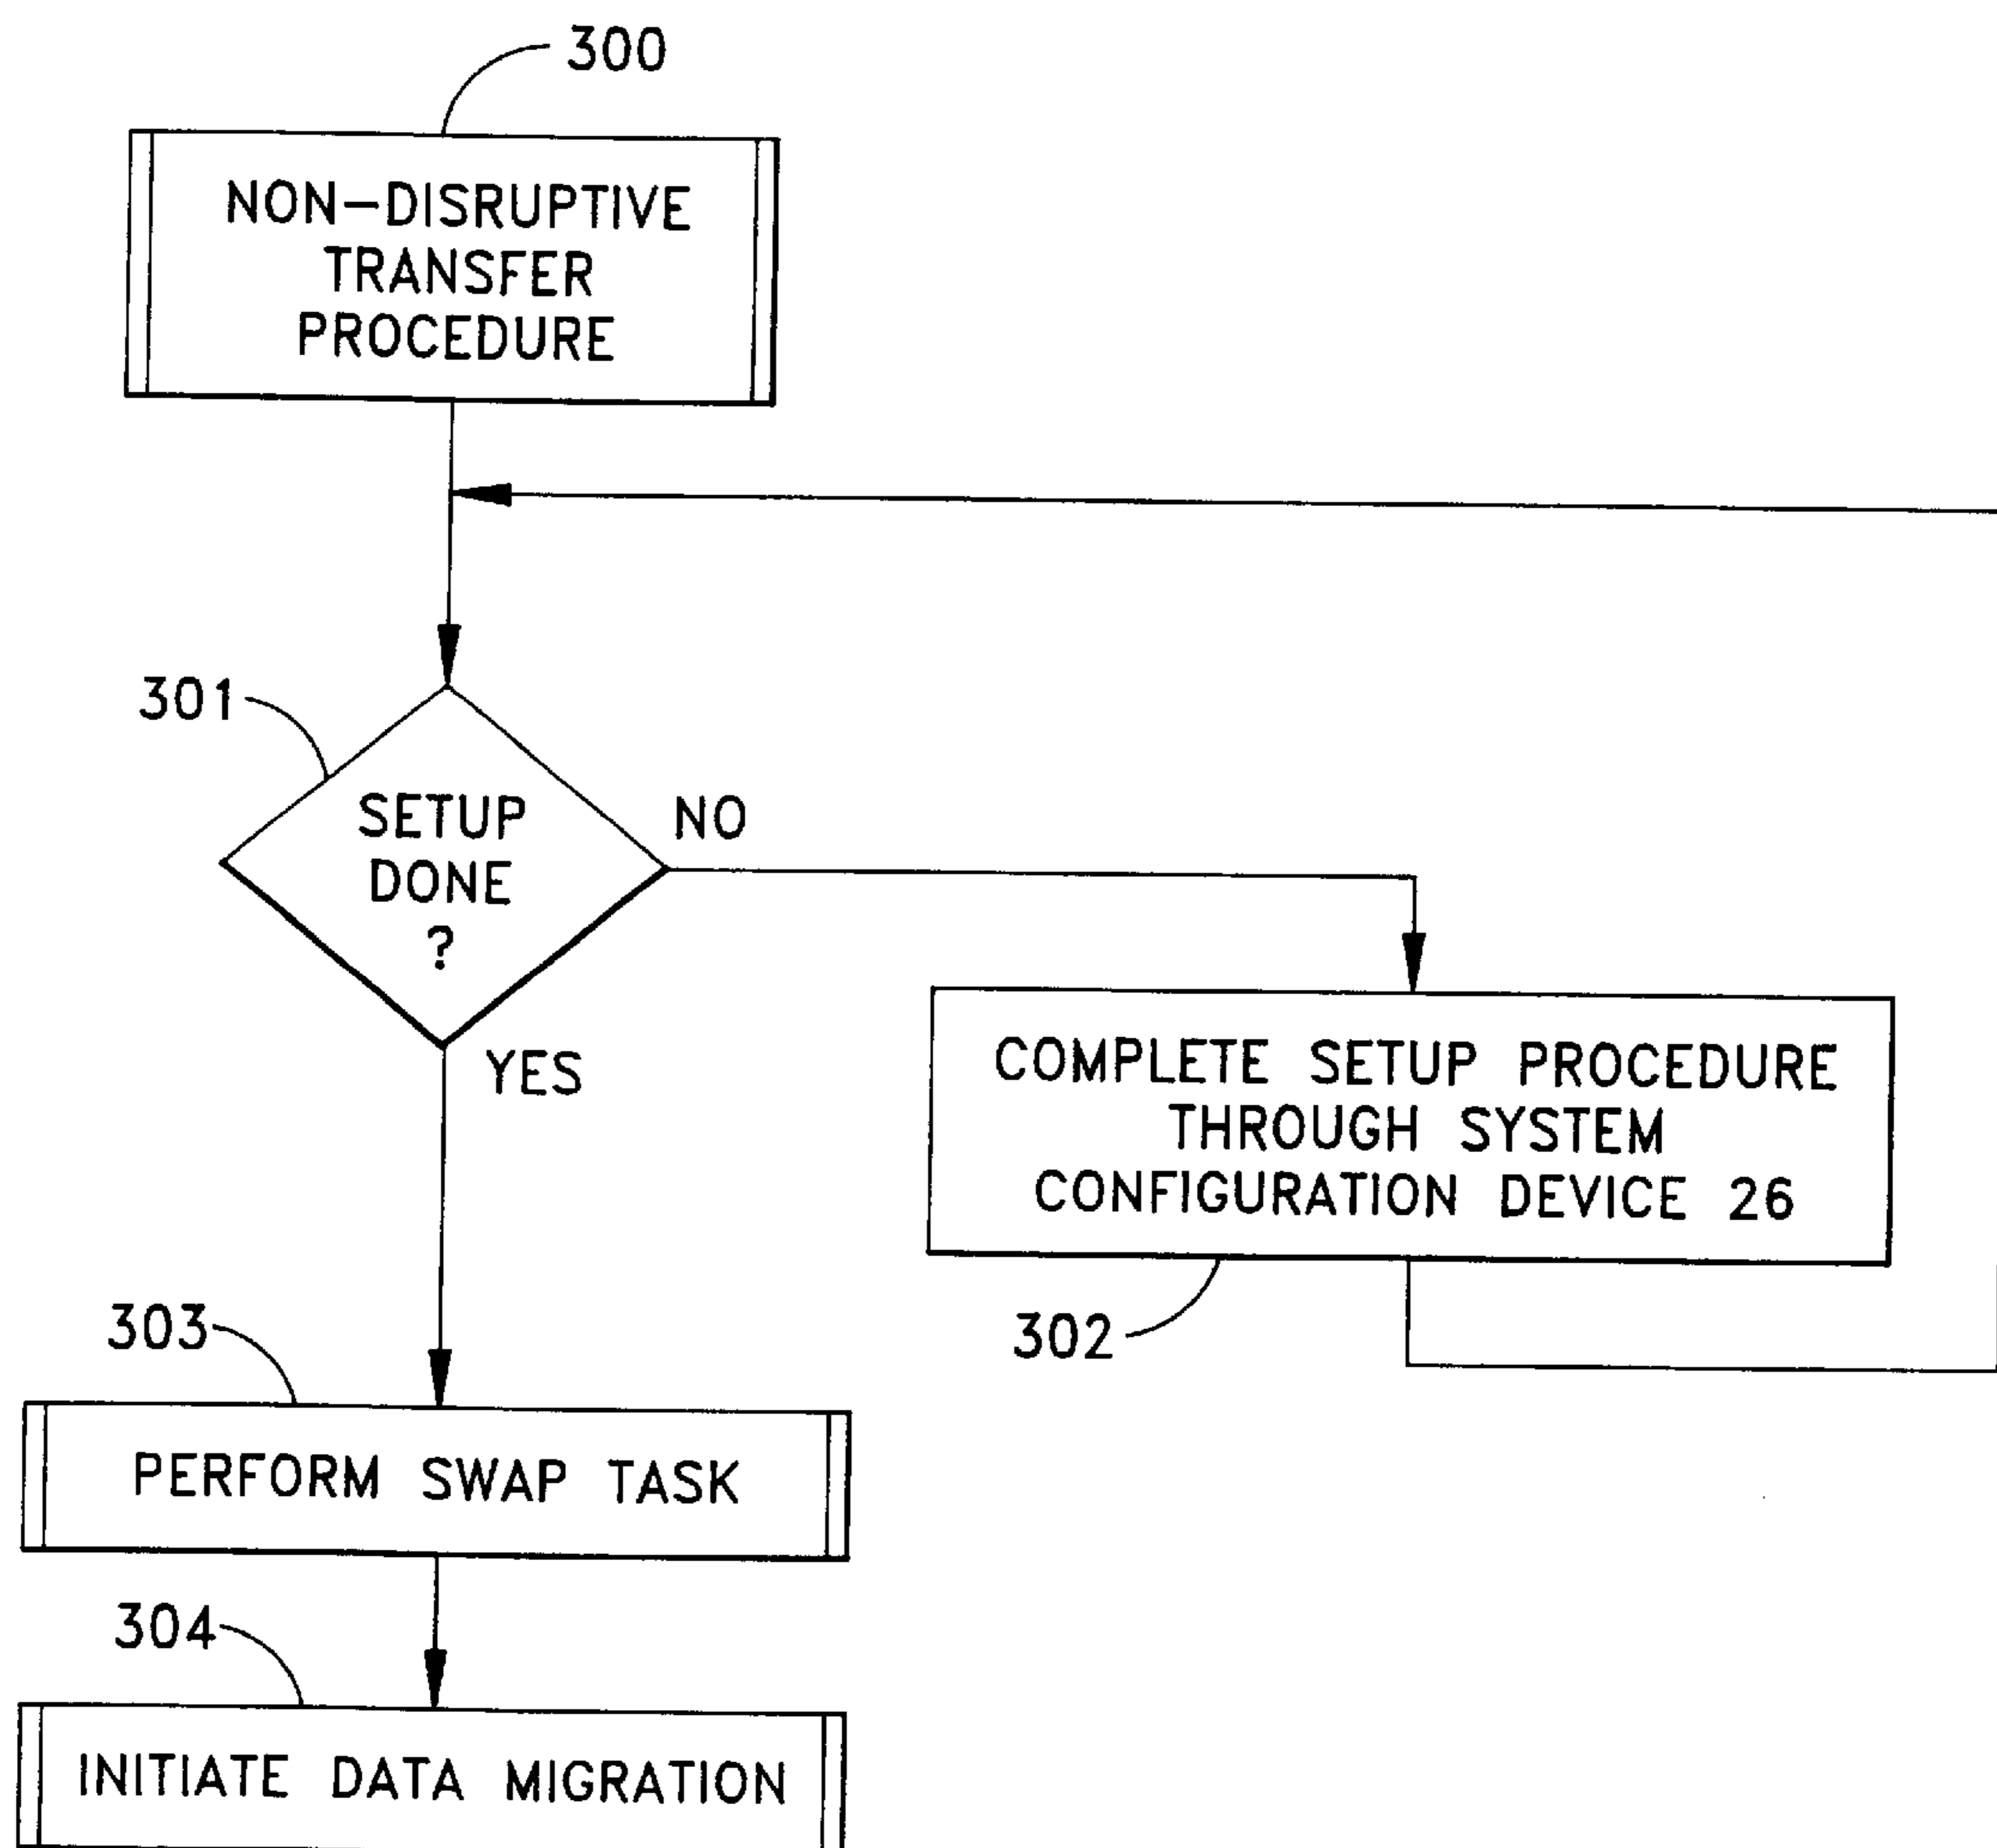 300
NON-DISRUPTIVE
TRANSFER
PROCEDURE
301
SETUP
DONE
?
NO
YES
COMPLETE SETUP PROCEDURE
THROUGH SYSTEM
CONFIGURATION DEVICE 26
302
303
PERFORM SWAP TASK
304
INITIATE DATA MIGRATION